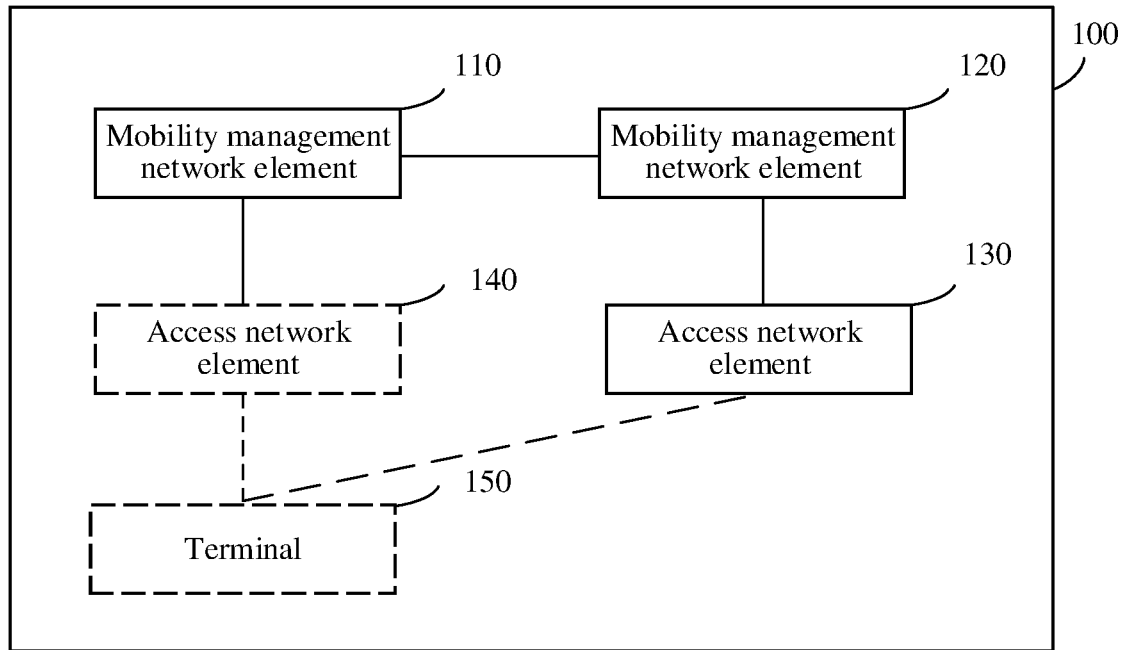 100
110
120
Mobility management
network element
Mobility management
network element
140
130
Access network
element
Access network
element
150
Terminal